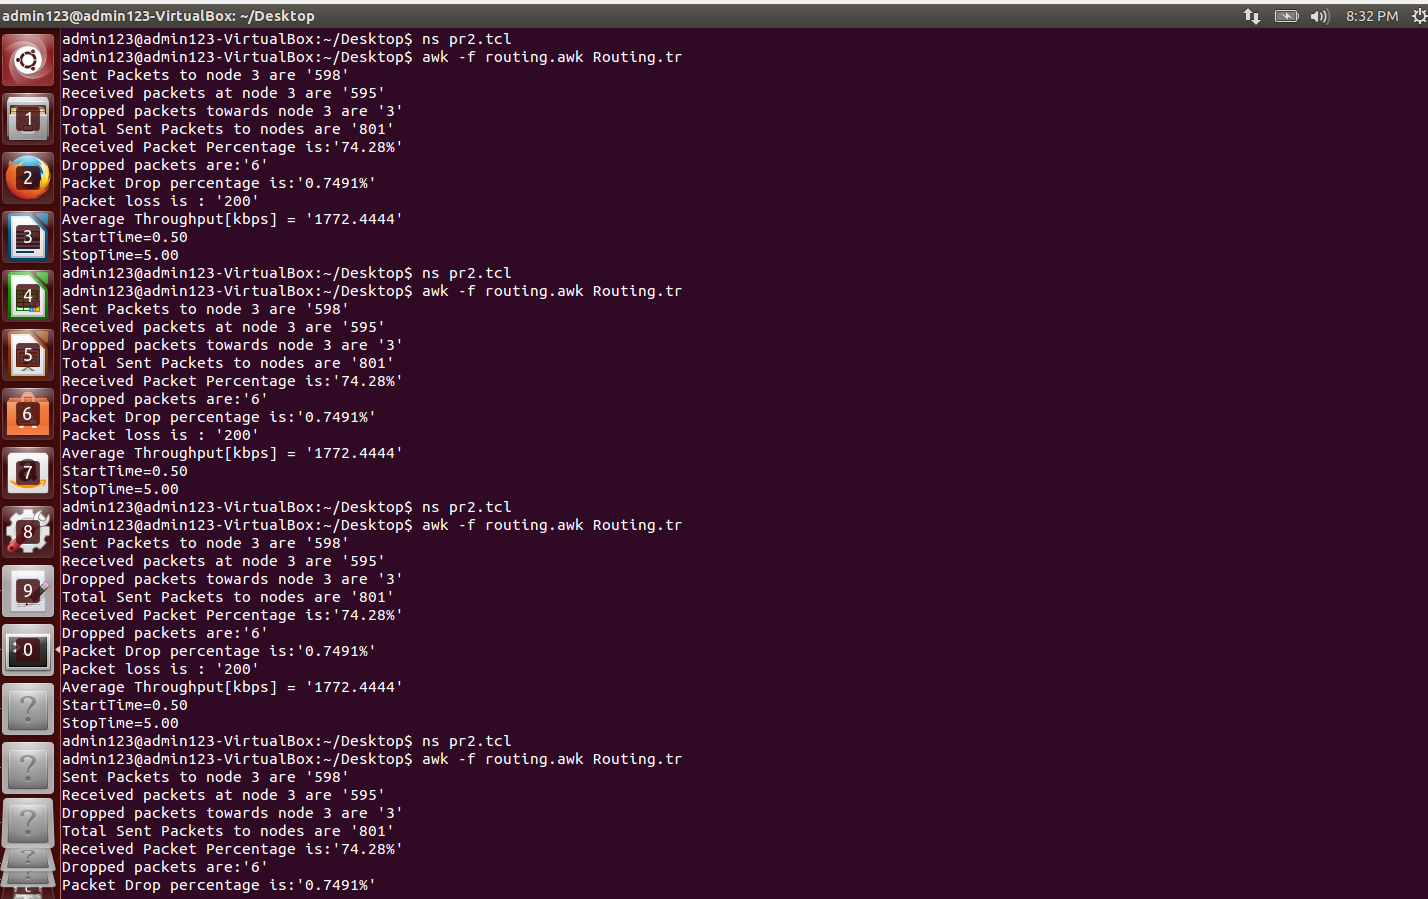 admin123@admin123-VirtualBox: ~/Desktop
8:32 PM
admin123@admin123-VirtualBox:~/Desktop$ ns pr2.tcl
admin123@admin123-VirtualBox:~/Desktop$ awk -f routing.awk Routing.tr
Sent Packets to node 3 are '598'
Received packets at node 3 are '595'
Dropped packets towards node 3 are '3'
Total Sent Packets to nodes are '801'
Received Packet Percentage is:'74.28%'
Dropped packets are:'6'
Packet Drop percentage is:'0.7491%'
Packet loss is : '200'
Average Throughput[kbps] = '1772.4444'
StartTime=0.50
StopTime=5.00
admin123@admin123-VirtualBox:~/Desktop$ ns pr2.tcl
admin123@admin123-VirtualBox:~/Desktop$ awk -f routing.awk Routing.tr
Sent Packets to node 3 are '598'
Received packets at node 3 are '595'
Dropped packets towards node 3 are '3'
Total Sent Packets to nodes are '801'
Received Packet Percentage is:'74.28%'
Dropped packets are:'6'
Packet Drop percentage is:'0.7491%'
Packet loss is : '200'
Average Throughput[kbps] = '1772.4444'
StartTime=0.50
StopTime=5.00
admin123@admin123-VirtualBox:~/Desktop$ ns pr2.tcl
admin123@admin123-VirtualBox:~/Desktop$ awk -f routing.awk Routing.tr
Sent Packets to node 3 are '598'
Received packets at node 3 are '595'
Dropped packets towards node 3 are '3'
Total Sent Packets to nodes are '801'
Received Packet Percentage is:'74.28%'
Dropped packets are:'6'
Packet Drop percentage is:'0.7491%'
Packet loss is : '200'
Average Throughput[kbps] = '1772.4444'
StartTime=0.50
StopTime=5.00
admin123@admin123-VirtualBox:~/Desktop$ ns pr2.tcl
admin123@admin123-VirtualBox:~/Desktop$ awk -f routing.awk Routing.tr
Sent Packets to node 3 are '598'
Received packets at node 3 are '595'
Dropped packets towards node 3 are '3'
Total Sent Packets to nodes are '801'
Received Packet Percentage is:'74.28%'
Dropped packets are:'6'
Packet Drop percentage is:'0.7491%'
1
2
3
4
5
6
7
8
9
0
?
?
?
?
?